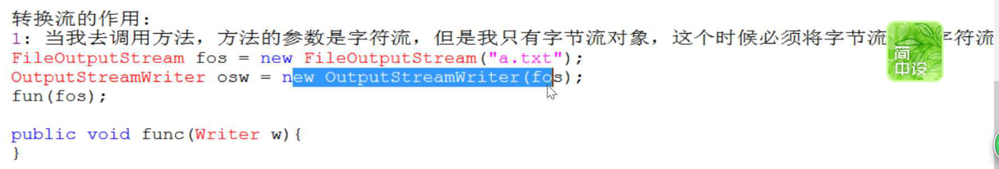 转换流的作用：
1: 当我去调用方法，方法的参数是字符流，但是我只有字节流对象，这个时候必须将字节流 字符流
FileOutputStream fos = new FileOutputStream("a.txt");
OutputStreamWriter osw = new OutputStreamWriter(fos);
fun(fos);
public void func(Writer w){
}
简
中设